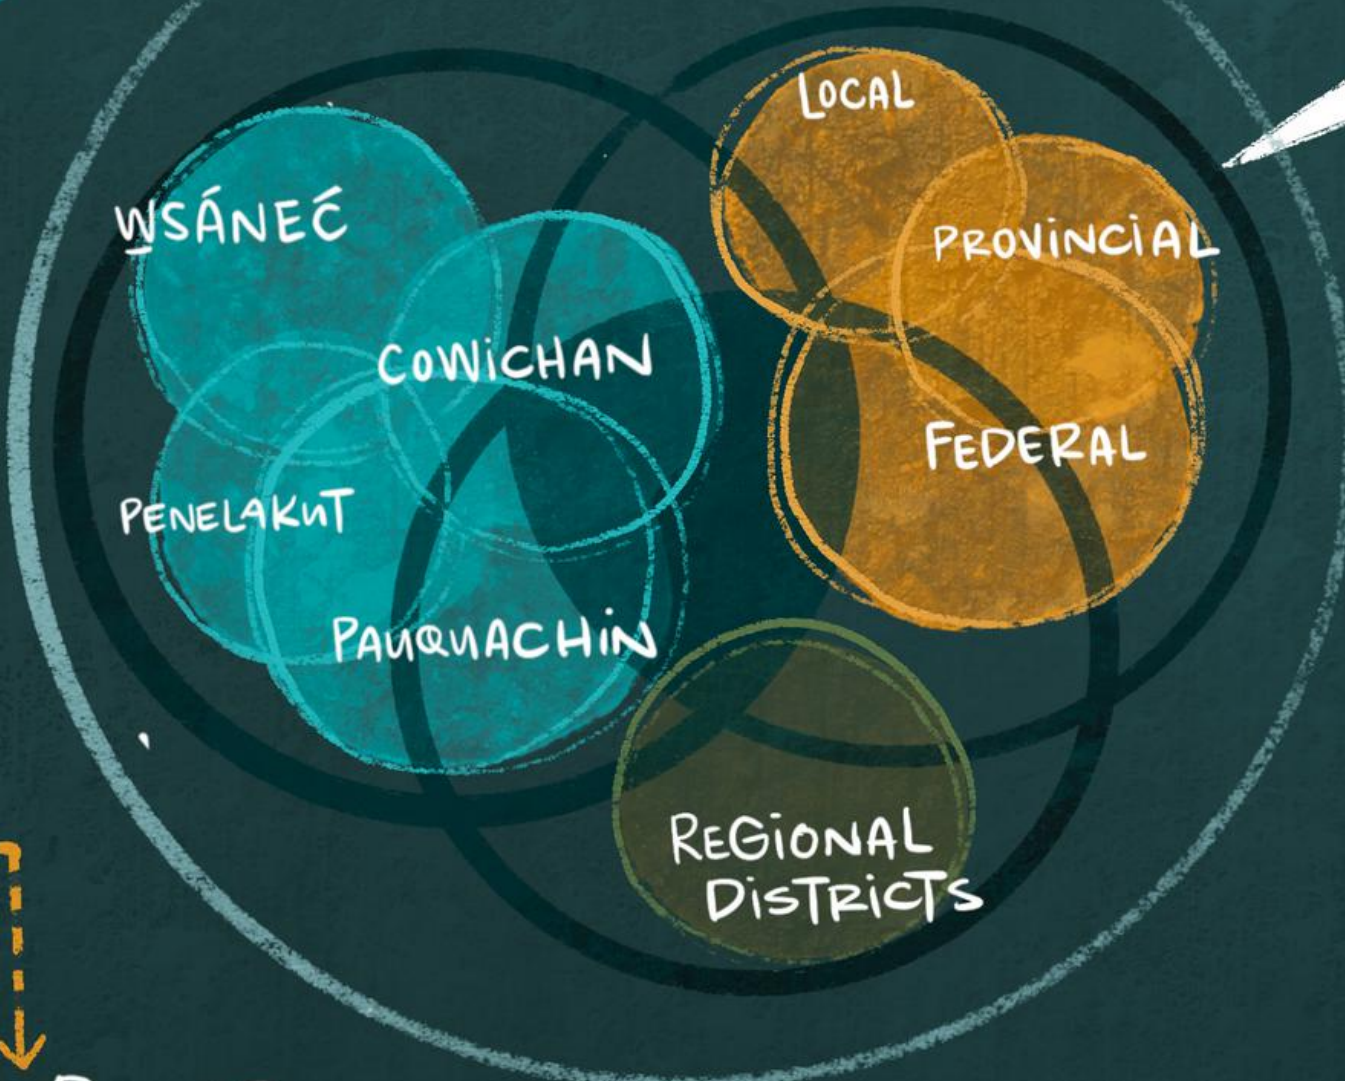 LOCAL
W̱SÁNEĆ
PROVINCIAL
COWICHAN
FEDERAL
PENELAKUT
PAUQUACHIN
REGIONAL
DISTRICTS